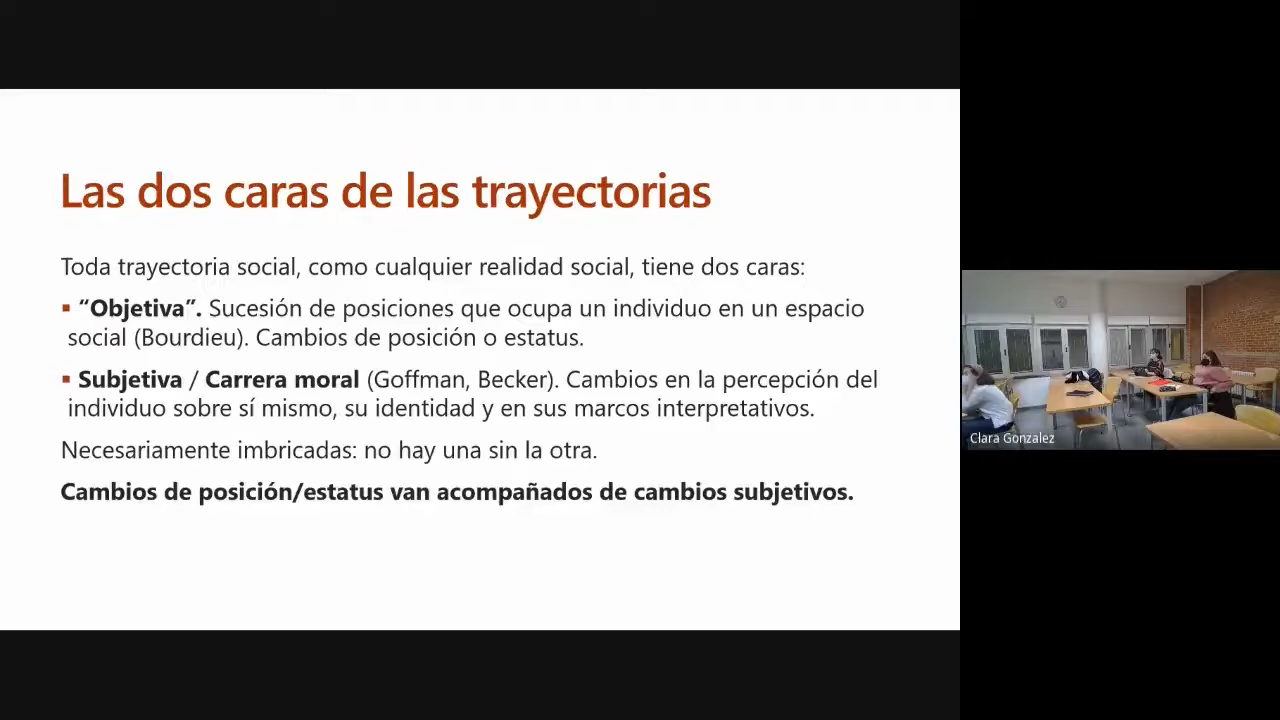 Las dos caras de las trayectorias
Toda trayectoria social, como cualquier realidad social, tiene dos caras:
▪ “Objetiva”. Sucesión de posiciones que ocupa un individuo en un espacio
social (Bourdieu). Cambios de posición o estatus.
▪ Subjetiva / Carrera moral (Goffman, Becker). Cambios en la percepción del
individuo sobre sí mismo, su identidad y en sus marcos interpretativos.
Necesariamente imbricadas: no hay una sin la otra.
Cambios de posición/estatus van acompañados de cambios subjetivos.
Clara Gonzalez